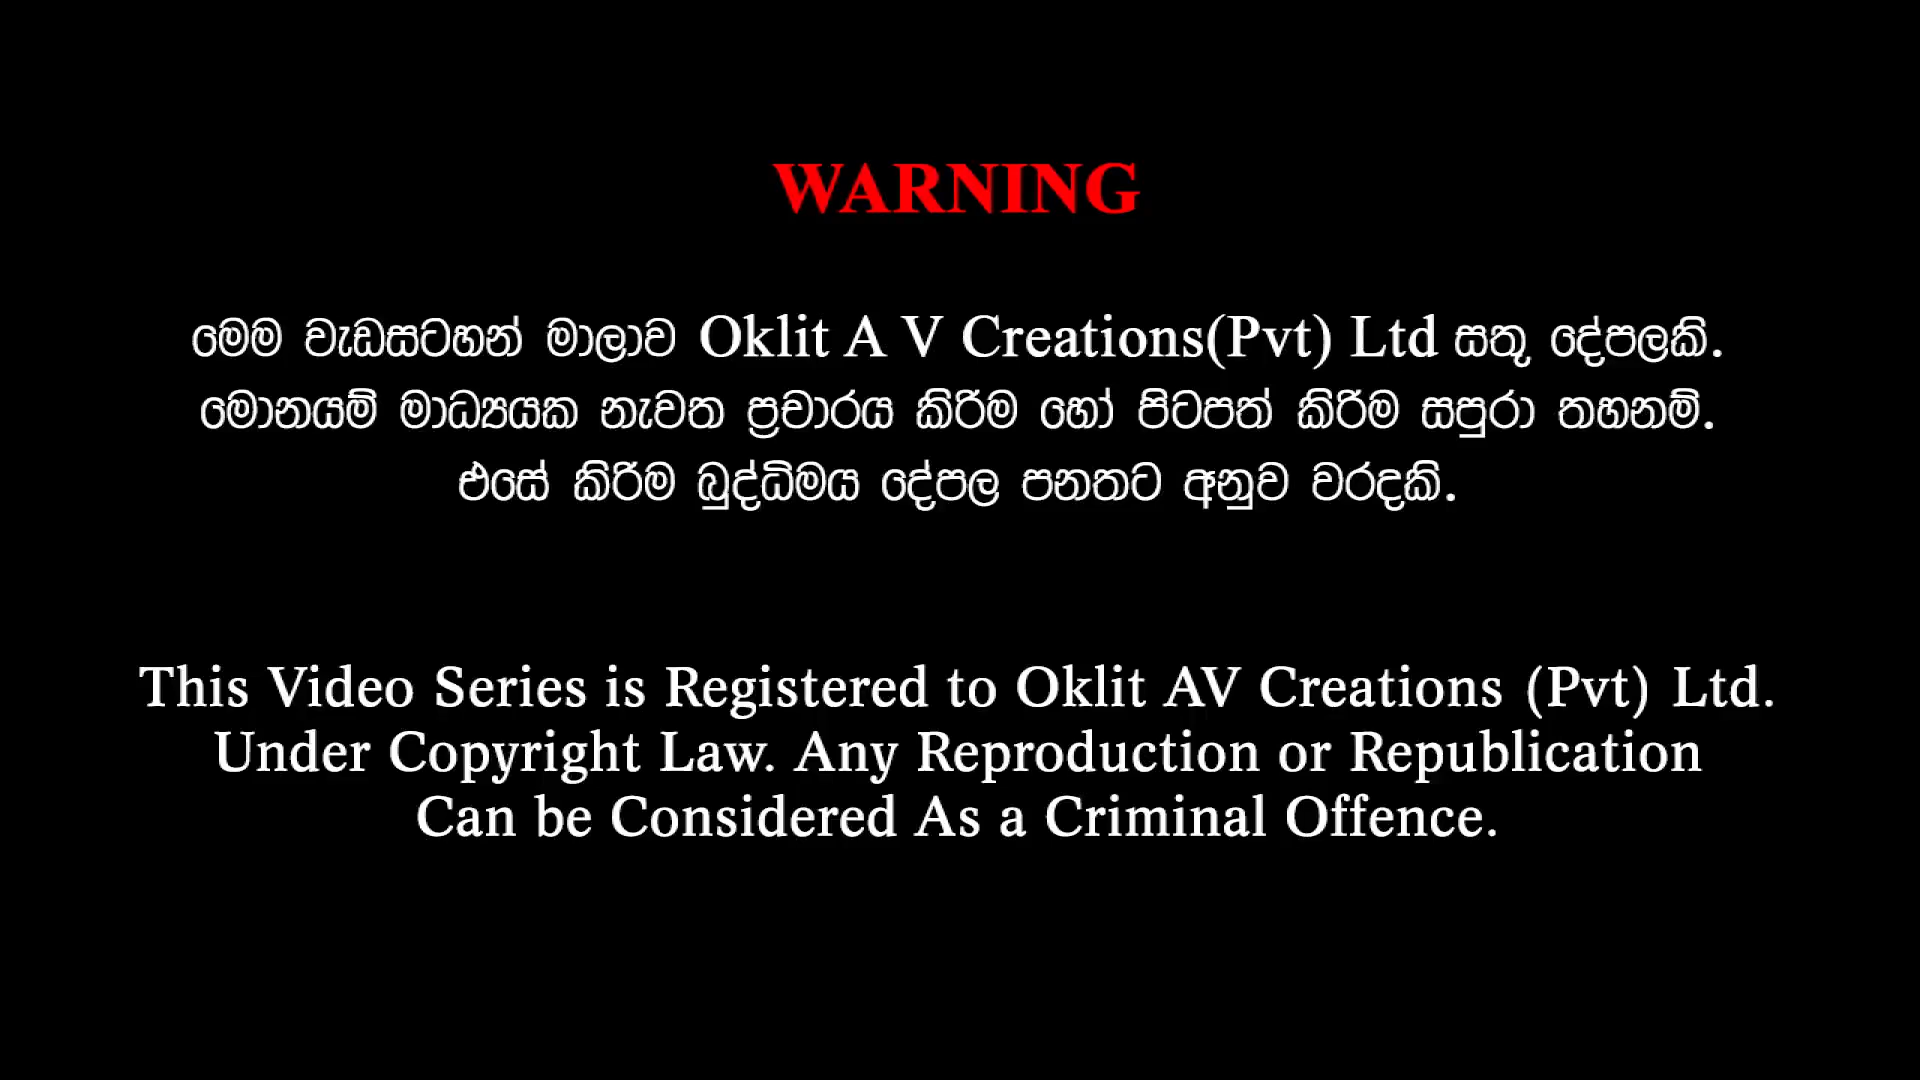 WARNING
මෙම වැඩසටහන් මාලාව Oklit A V Creations(Pvt) Ltd සතු දේපලකි.
මොනයම් මාධ්‍යයක නැවත ප්‍රචාරය කිරිම හෝ පිටපත් කිරිම සපුරා තහනම්.
එසේ කිරිම බුද්ධිමය දේපල පනතට අනුව වරදකි.
This Video Series is Registered to Oklit AV Creations (Pvt) Ltd.
Under Copyright Law. Any Reproduction or Republication
Can be Considered As a Criminal Offence.